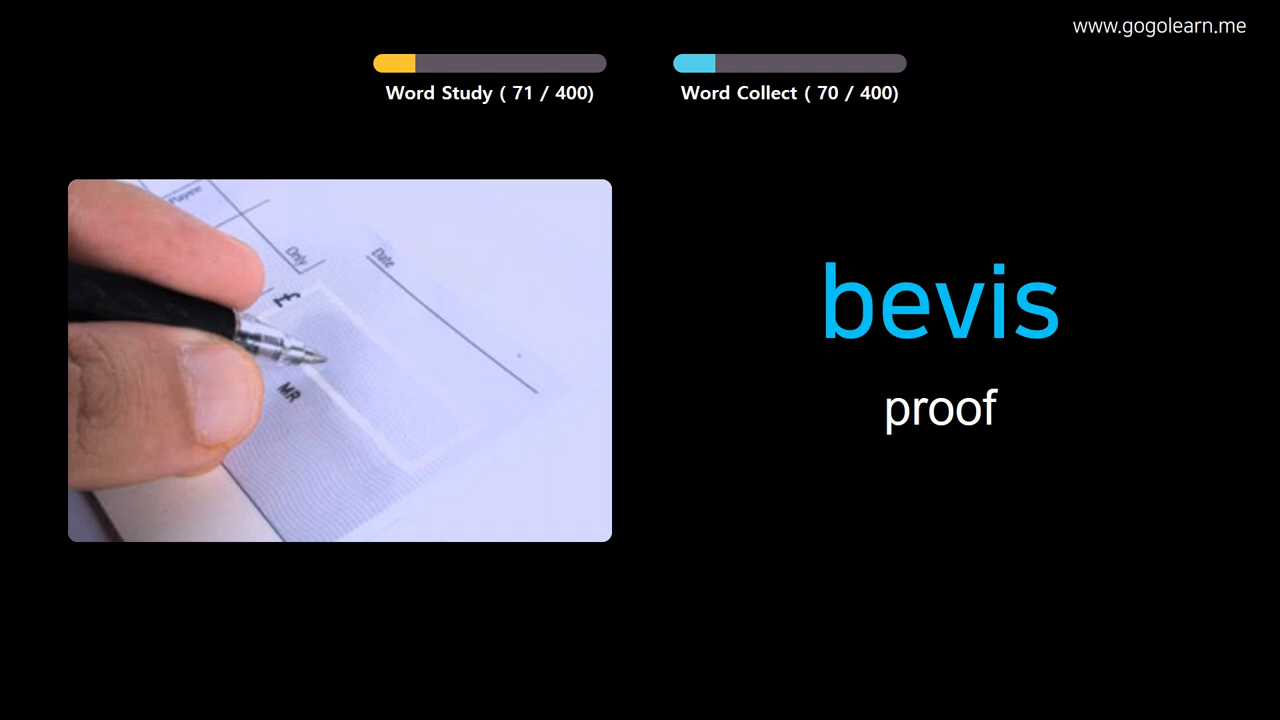 www.gogolearn.me
Word Study ( 71 / 400)
Word Collect ( 70 / 400)
Payee
Only
Date
£
MR
bevis
proof